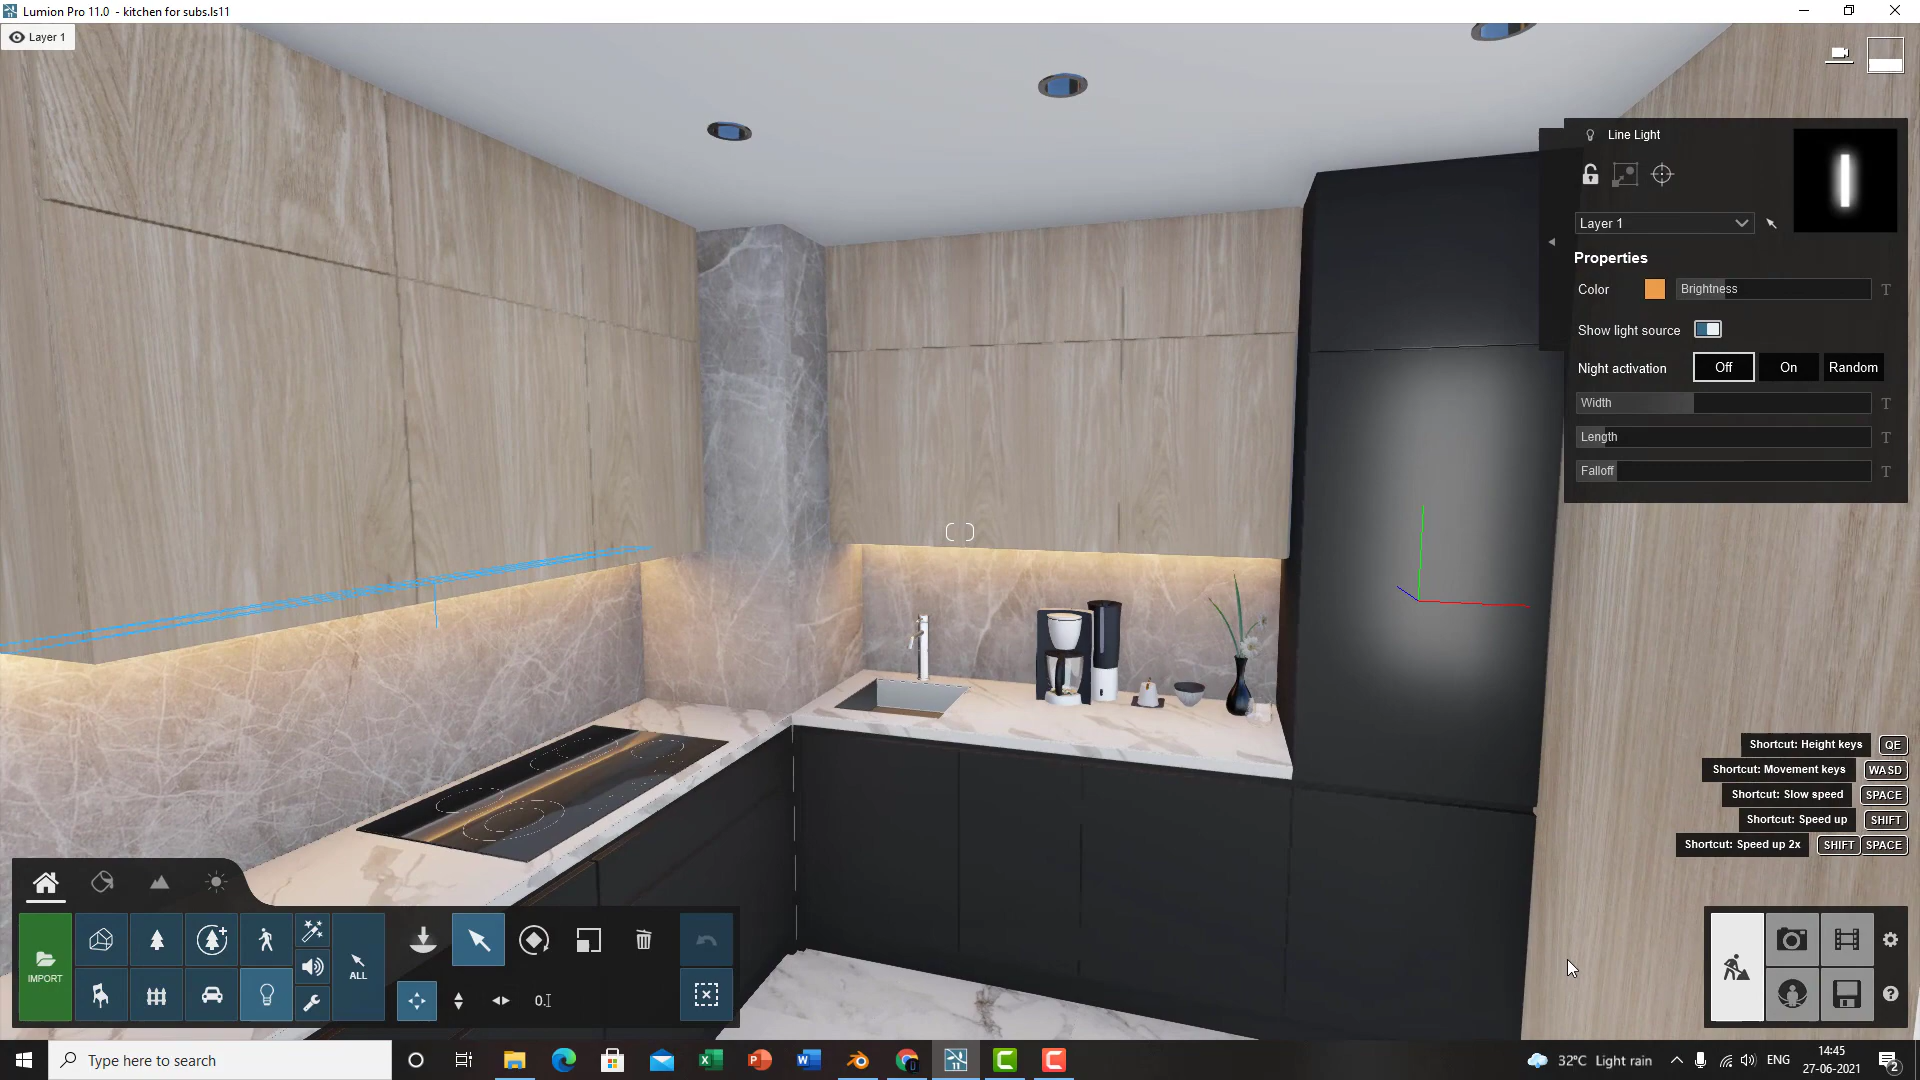 Lumion Pro 11.0 - kitchen for subs.ls11
Layer 1
Line Light
Layer 1
Properties
Color
Brightness
T
Show light source
Night activation
Off
On
Random
Width
T
Length
T
Falloff
T
Shortcut: Height keys
QE
Shortcut: Movement keys
WASD
Shortcut: Slow speed
SPACE
Shortcut: Speed up
SHIFT
Shortcut: Speed up 2x
SHIFT
SPACE
IMPORT
ALL
Type here to search
11
32°C Light rain
ENG
14:45
27-06-2021
2